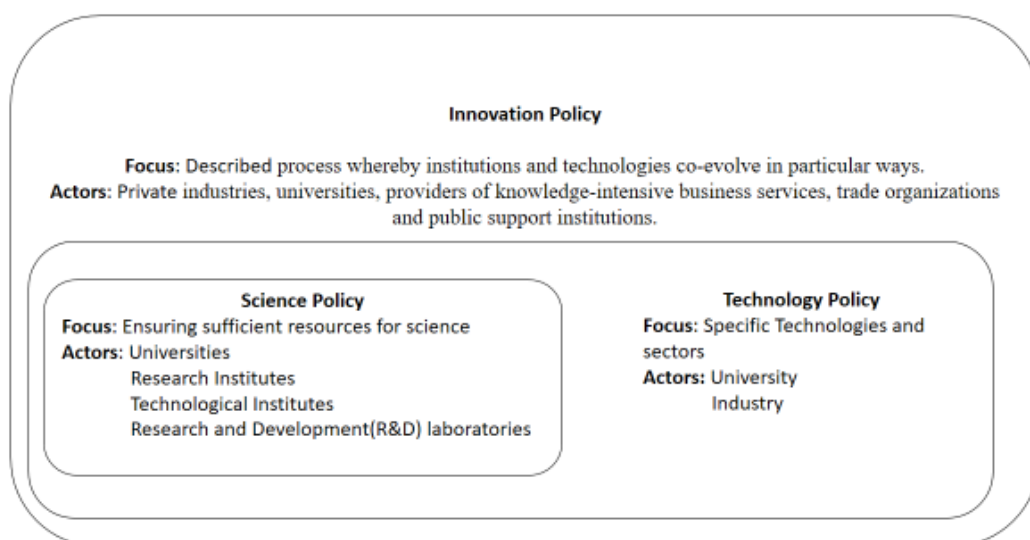 Innovation Policy
Focus: Described process whereby institutions and technologies co-evolve in particular ways.
Actors: Private industries, universities, providers of knowledge-intensive business services, trade organizations
and public support institutions.
Science Policy
Focus: Ensuring sufficient resources for science
Actors: Universities
Research Institutes
Technological Institutes
Research and Development(R&D) laboratories
Technology Policy
Focus: Specific Technologies and
sectors
Actors: University
Industry